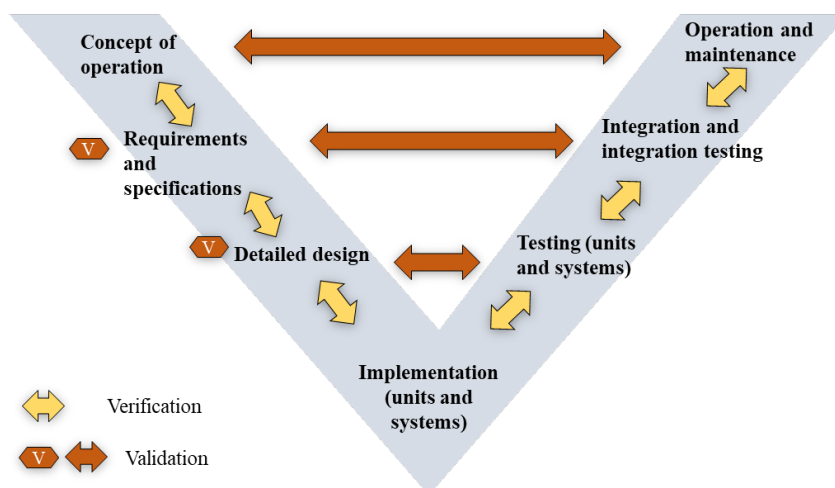 Concept of
operation
Operation and
maintenance
V
Requirements
and
specifications
Integration and
integration testing
V
Detailed design
Testing (units
and systems)
Implementation
(units and
systems)
Verification
V
Validation